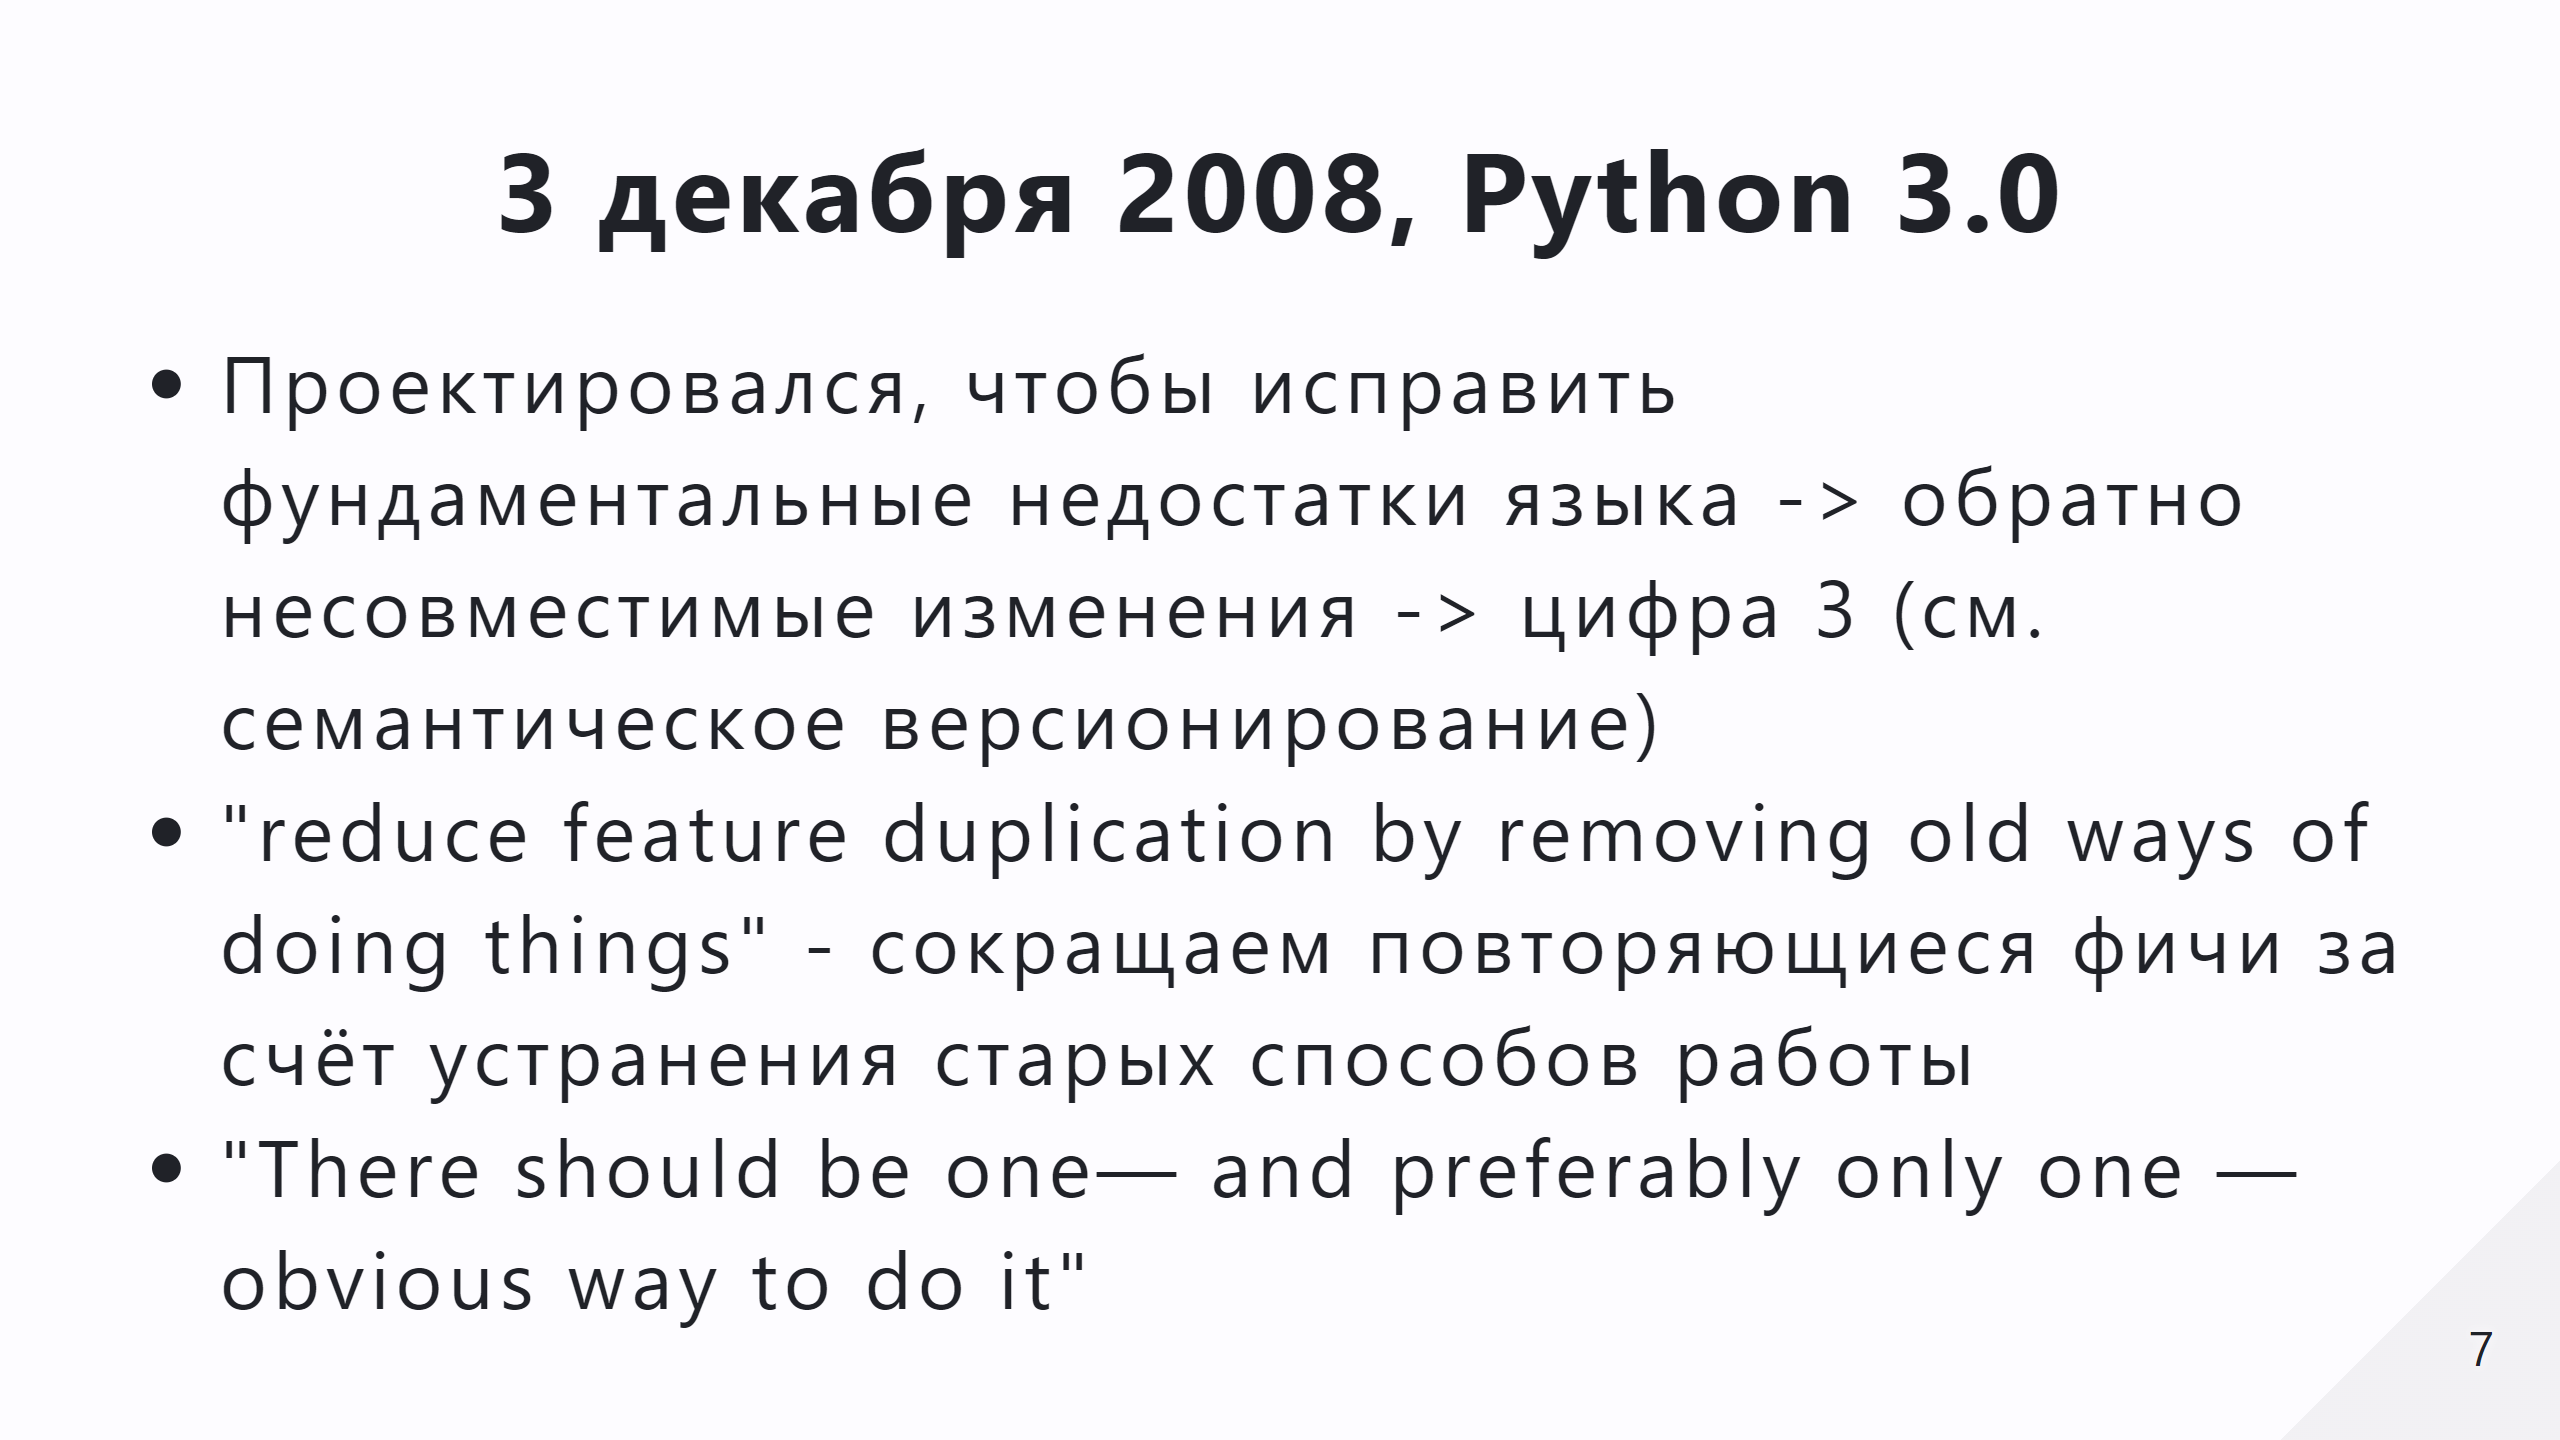 3 декабря 2008, Python 3.0
• Проектировался, чтобы исправить
фундаментальные недостатки языка -> обратно
несовместимые изменения -> цифра 3 (см.
семантическое версионирование)
• "reduce feature duplication by removing old ways of
doing things" - сокращаем повторяющиеся фичи за
счёт устранения старых способов работы
• "There should be one— and preferably only one —
obvious way to do it"
7